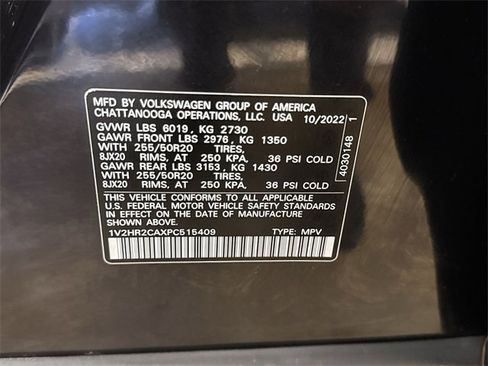 MFD BY VOLKSWAGEN GROUP OF AMERICA
CHATTANOOGA OPERATIONS, LLC. USA 10/2022
GVWR LBS 6019, KG 2730
GAWR FRONT LBS 2976, KG 1350
WITH 255/50R20 TIRES,
8JX20 RIMS, AT 250 KPA, 36 PSI COLD
GAWR REAR LBS 3153, KG 1430
WITH 255/50R20 TIRES,
8JX20 RIMS, AT 250 KPA, 36 PSI COLD
THIS VEHICLE CONFORMS TO ALL APPLICABLE
U.S. FEDERAL MOTOR VEHICLE SAFETY STANDARDS
IN EFFECT ON THE DATE OF MANUFACTURE
SHOWN ABOVE.
1V2HR2CAXPC515409 TYPE: MPV
4030148 1